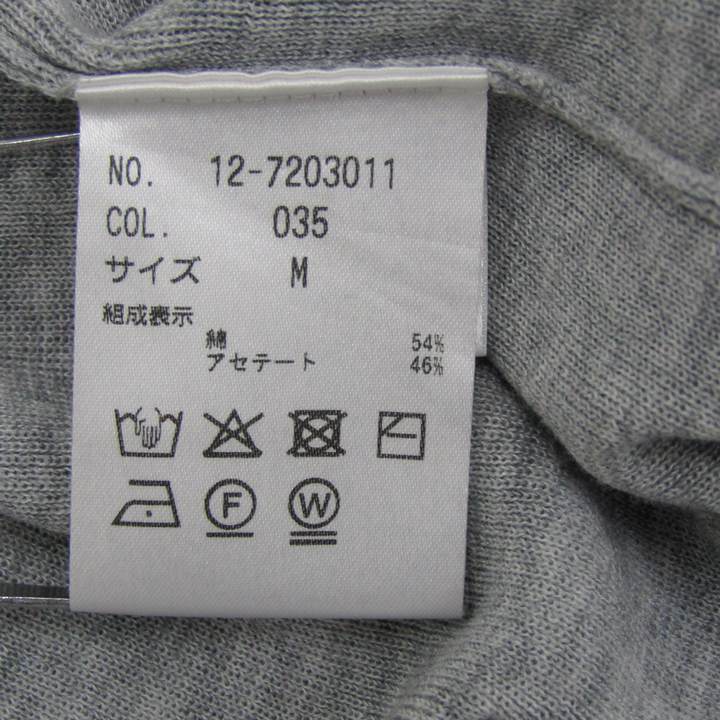 NO. 12-7203011
COL. 035
サイズ M
組成表示
綿 54%
アセテート 46%
F W